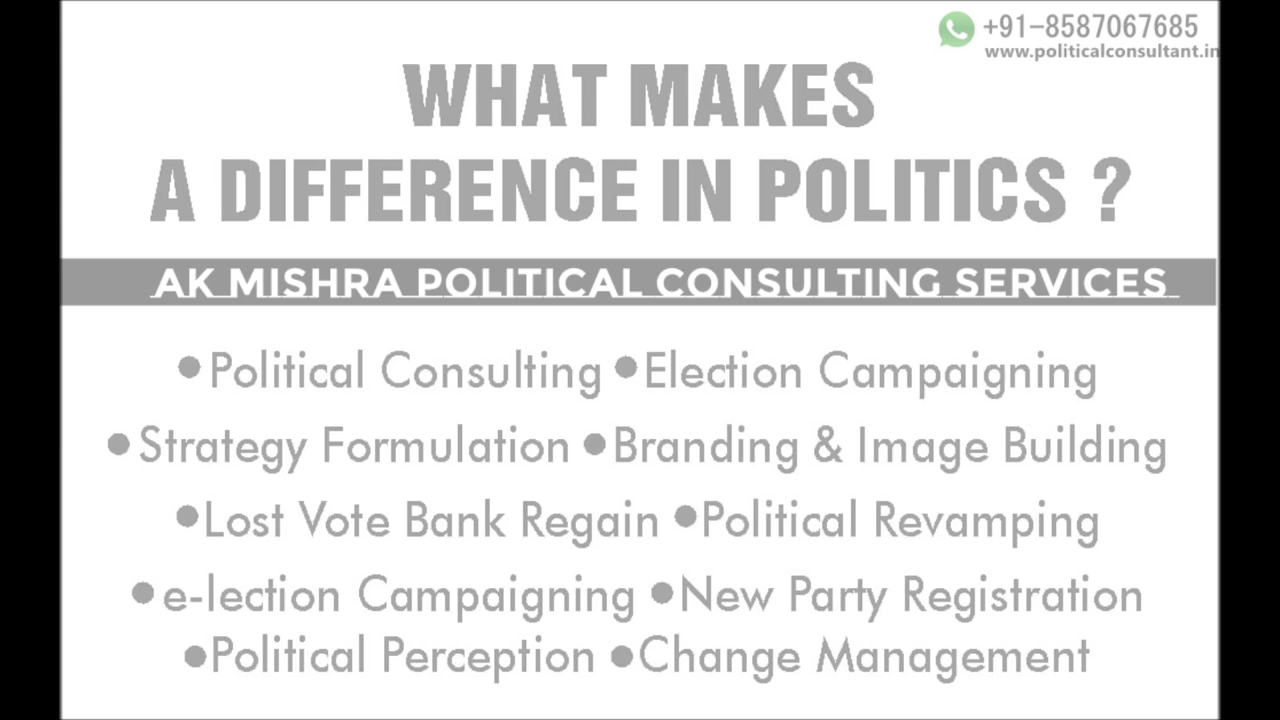 +91-8587067685
www.politicalconsultant.in
WHAT MAKES
A DIFFERENCE IN POLITICS ?
AK MISHRA POLITICAL CONSULTING SERVICES
•Political Consulting •Election Campaigning
•Strategy Formulation •Branding & Image Building
•Lost Vote Bank Regain •Political Revamping
•e-lection Campaigning •New Party Registration
•Political Perception •Change Management